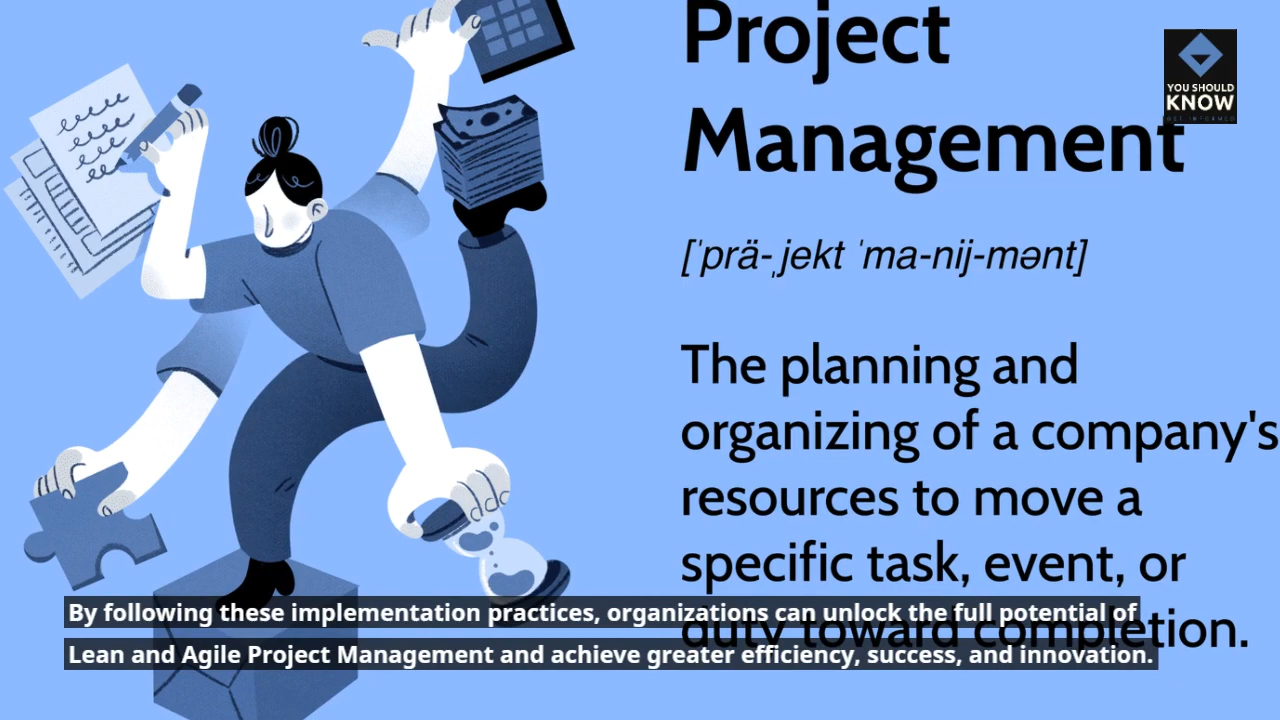 Project
Management
YOU SHOULD
KNOW
GET INFORMED
[ˈprä-ˌjekt ˈma-nij-mənt]
The planning and
organizing of a company's
resources to move a
specific task, event, or
duty toward completion.
By following these implementation practices, organizations can unlock the full potential of
Lean and Agile Project Management and achieve greater efficiency, success, and innovation.